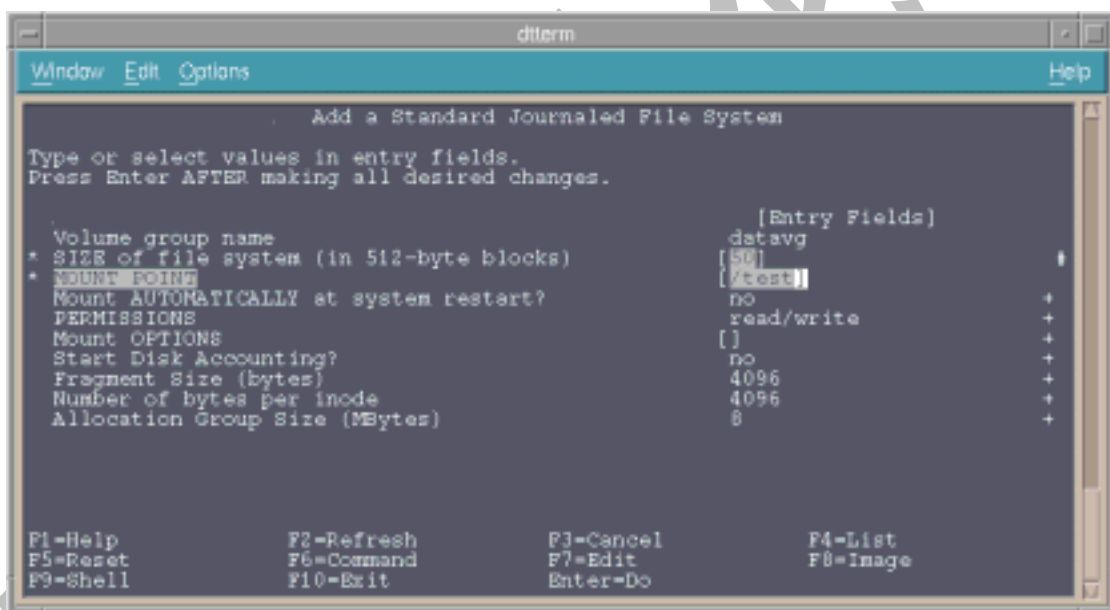 dtterm
Window Edit Options Help
Add a Standard Journaled File System
Type or select values in entry fields.
Press Enter AFTER making all desired changes.
[Entry Fields]
Volume group name datavg
* SIZE of file system (in 512-byte blocks) [50] #
* MOUNT POINT [/test]
Mount AUTOMATICALLY at system restart? no +
PERMISSIONS read/write +
Mount OPTIONS [] +
Start Disk Accounting? no +
Fragment Size (bytes) 4096 +
Number of bytes per inode 4096 +
Allocation Group Size (MBytes) 8 +
F1=Help F2=Refresh F3=Cancel F4=List
F5=Reset F6=Command F7=Edit F8=Image
F9=Shell F10=Exit Enter=Do